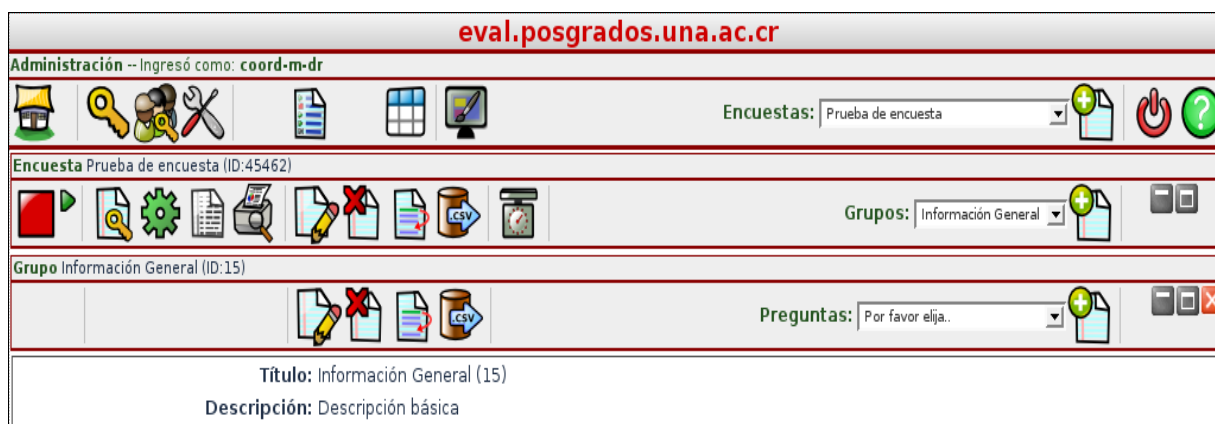 eval.posgrados.una.ac.cr
Administración -- Ingresó como: coord-m-dr
Encuestas: Prueba de encuesta
?
Encuesta Prueba de encuesta (ID:45462)
.CSV
Grupos: Información General
Grupo Información General (ID:15)
.CSV
Preguntas: Por favor elija..
Título: Información General (15)
Descripción: Descripción básica